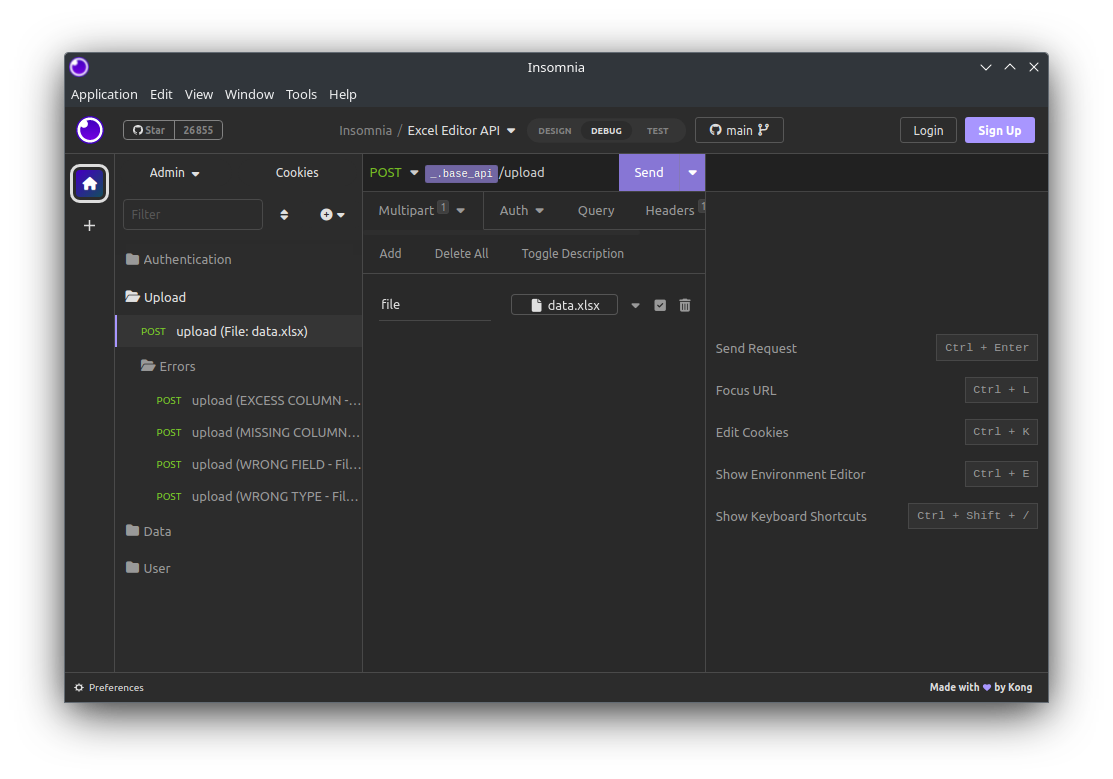 Insomnia
Application Edit View Window Tools Help
Star 26855
Insomnia / Excel Editor API
DESIGN DEBUG TEST
main
Login Sign Up
Admin Cookies
Filter
Authentication
Upload
POST upload (File: data.xlsx)
Errors
POST upload (EXCESS COLUMN -...
POST upload (MISSING COLUMN...
POST upload (WRONG FIELD - Fil...
POST upload (WRONG TYPE - Fil...
Data
User
POST _.base_api/upload Send
Multipart 1 Auth Query Headers 1
Add Delete All Toggle Description
file data.xlsx
Send Request Ctrl + Enter
Focus URL Ctrl + L
Edit Cookies Ctrl + K
Show Environment Editor Ctrl + E
Show Keyboard Shortcuts Ctrl + Shift + /
Preferences
Made with ♥ by Kong